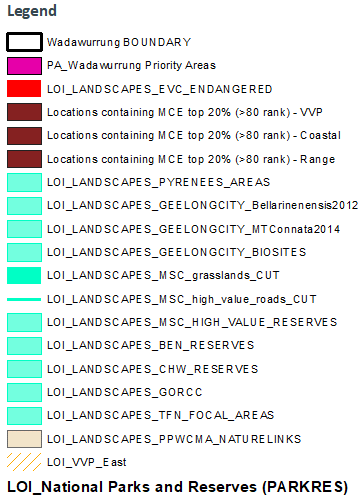 Legend
Wadawurrung BOUNDARY
PA_Wadawurrung Priority Areas
LOI_LANDSCAPES_EVC_ENDANGERED
Locations containing MCE top 20% (>80 rank) - VVP
Locations containing MCE top 20% (>80 rank) - Coastal
Locations containing MCE top 20% (>80 rank) - Range
LOI_LANDSCAPES_PYRENEES_AREAS
LOI_LANDSCAPES_GEELONGCITY_Bellarinenensis2012
LOI_LANDSCAPES_GEELONGCITY_MTConnata2014
LOI_LANDSCAPES_GEELONGCITY_BIOSITES
LOI_LANDSCAPES_MSC_grasslands_CUT
LOI_LANDSCAPES_MSC_high_value_roads_CUT
LOI_LANDSCAPES_MSC_HIGH_VALUE_RESERVES
LOI_LANDSCAPES_BEN_RESERVES
LOI_LANDSCAPES_CHW_RESERVES
LOI_LANDSCAPES_GORCC
LOI_LANDSCAPES_TFN_FOCAL_AREAS
LOI_LANDSCAPES_PPWCMA_NATURELINKS
LOI_VVP_East
LOI_National Parks and Reserves (PARKRES)